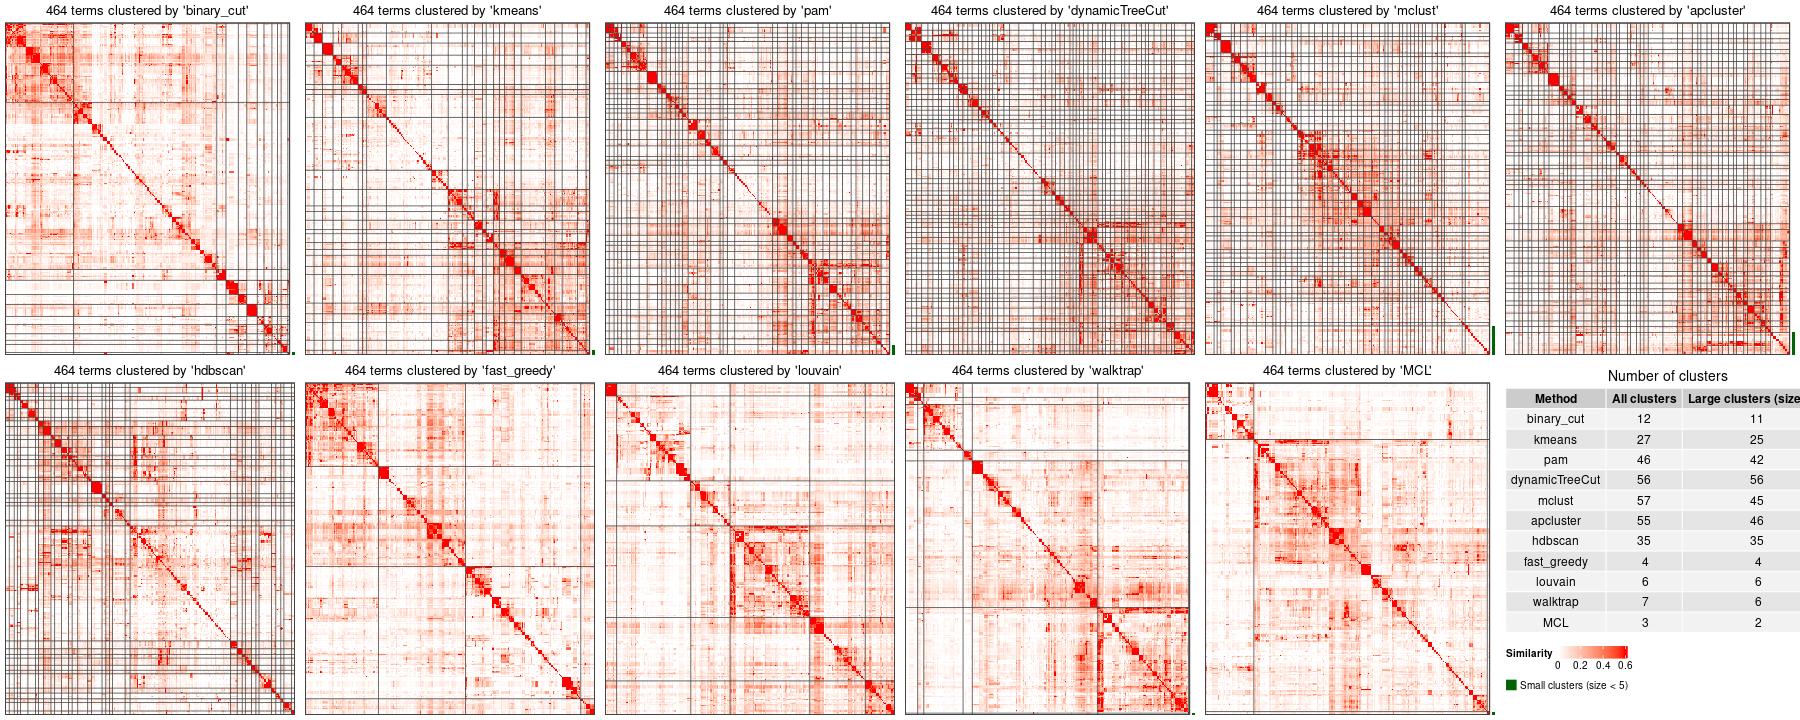 464 terms clustered by 'binary_cut'
464 terms clustered by 'kmeans'
464 terms clustered by 'pam'
464 terms clustered by 'dynamicTreeCut'
464 terms clustered by 'mclust'
464 terms clustered by 'apcluster'
464 terms clustered by 'hdbscan'
464 terms clustered by 'fast_greedy'
464 terms clustered by 'louvain'
464 terms clustered by 'walktrap'
464 terms clustered by 'MCL'
Number of clusters
Method All clusters Large clusters (size
binary_cut 12 11
kmeans 27 25
pam 46 42
dynamicTreeCut 56 56
mclust 57 45
apcluster 55 46
hdbscan 35 35
fast_greedy 4 4
louvain 6 6
walktrap 7 6
MCL 3 2
Similarity
0 0.2 0.4 0.6
Small clusters (size < 5)